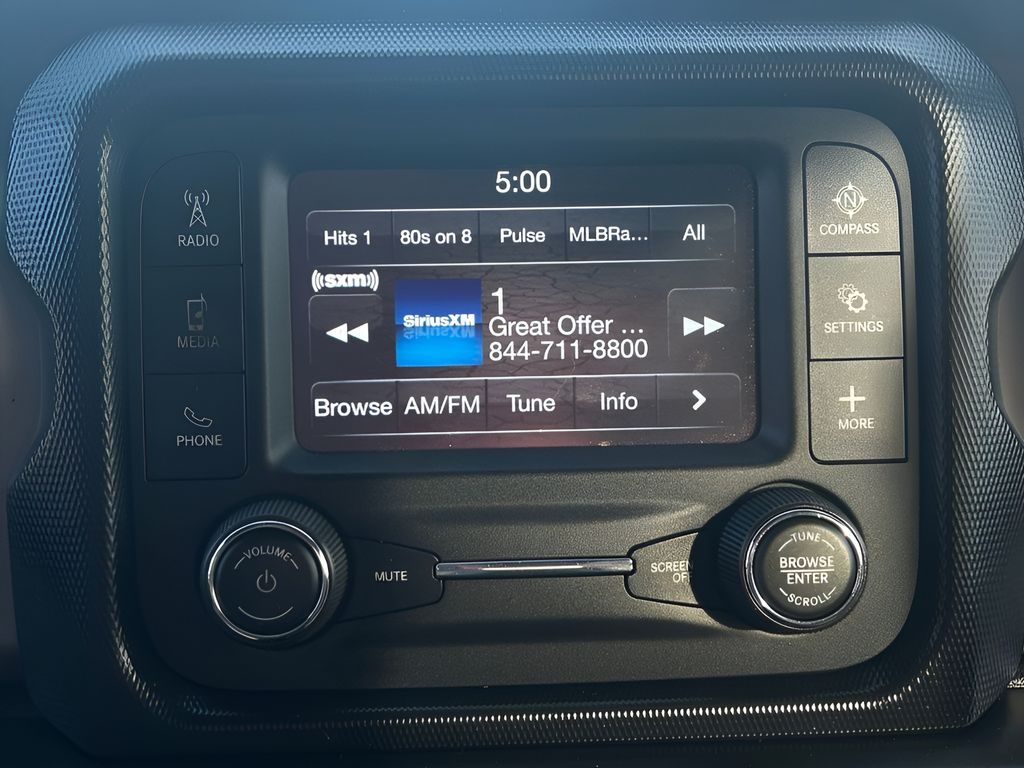 5:00
Hits 1 80s on 8 Pulse MLBRa... All
((sxm))
SiriusXM
1
Great Offer ...
844-711-8800
Browse AM/FM Tune Info
RADIO
MEDIA
PHONE
N
COMPASS
SETTINGS
MORE
VOLUME
MUTE
SCREEN
OFF
TUNE
BROWSE
ENTER
SCROLL